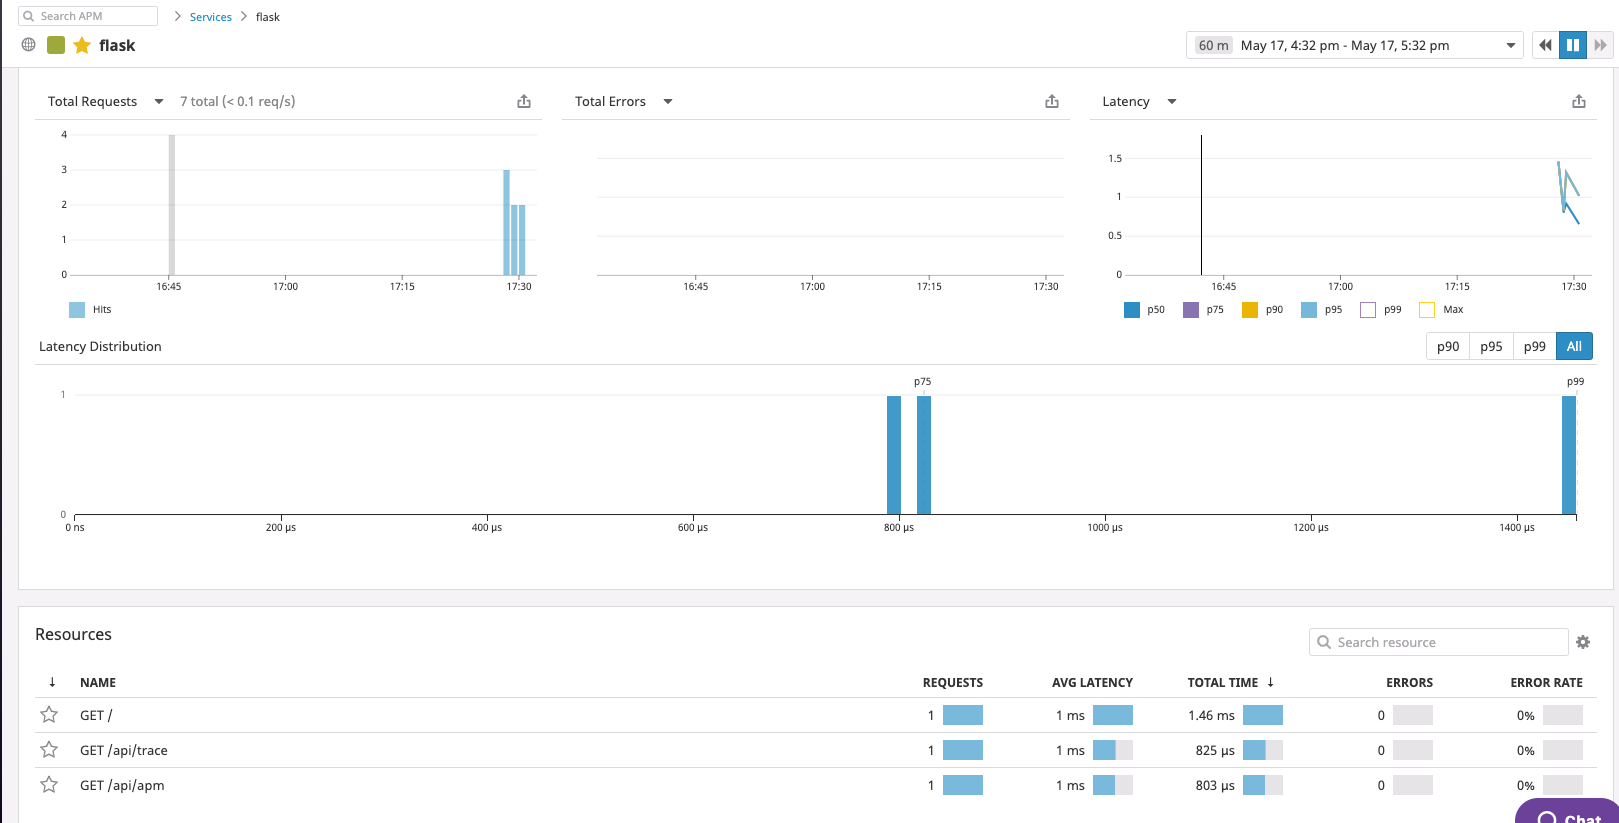 Search APM > Services > flask
flask
60 m May 17, 4:32 pm - May 17, 5:32 pm
Total Requests 7 total (< 0.1 req/s)
4
3
2
1
0
16:45 17:00 17:15 17:30
Hits
Total Errors
16:45 17:00 17:15 17:30
Latency
1.5
1
0.5
0
16:45 17:00 17:15 17:30
p50 p75 p90 p95 p99 Max
Latency Distribution
p90 p95 p99 All
p75 p99
1
0
0 ns 200 µs 400 µs 600 µs 800 µs 1000 µs 1200 µs 1400 µs
Resources
Search resource
↓ NAME REQUESTS AVG LATENCY TOTAL TIME ↓ ERRORS ERROR RATE
GET / 1 1 ms 1.46 ms 0 0%
GET /api/trace 1 1 ms 825 µs 0 0%
GET /api/apm 1 1 ms 803 µs 0 0%
Chat